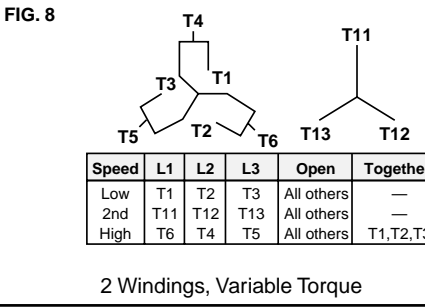 FIG. 8
T4
T11
T3
T1
T5
T2
T6
T13
T12
Speed L1 L2 L3 Open Togethe
Low T1 T2 T3 All others —
2nd T11 T12 T13 All others —
High T6 T4 T5 All others T1,T2,T3
2 Windings, Variable Torque